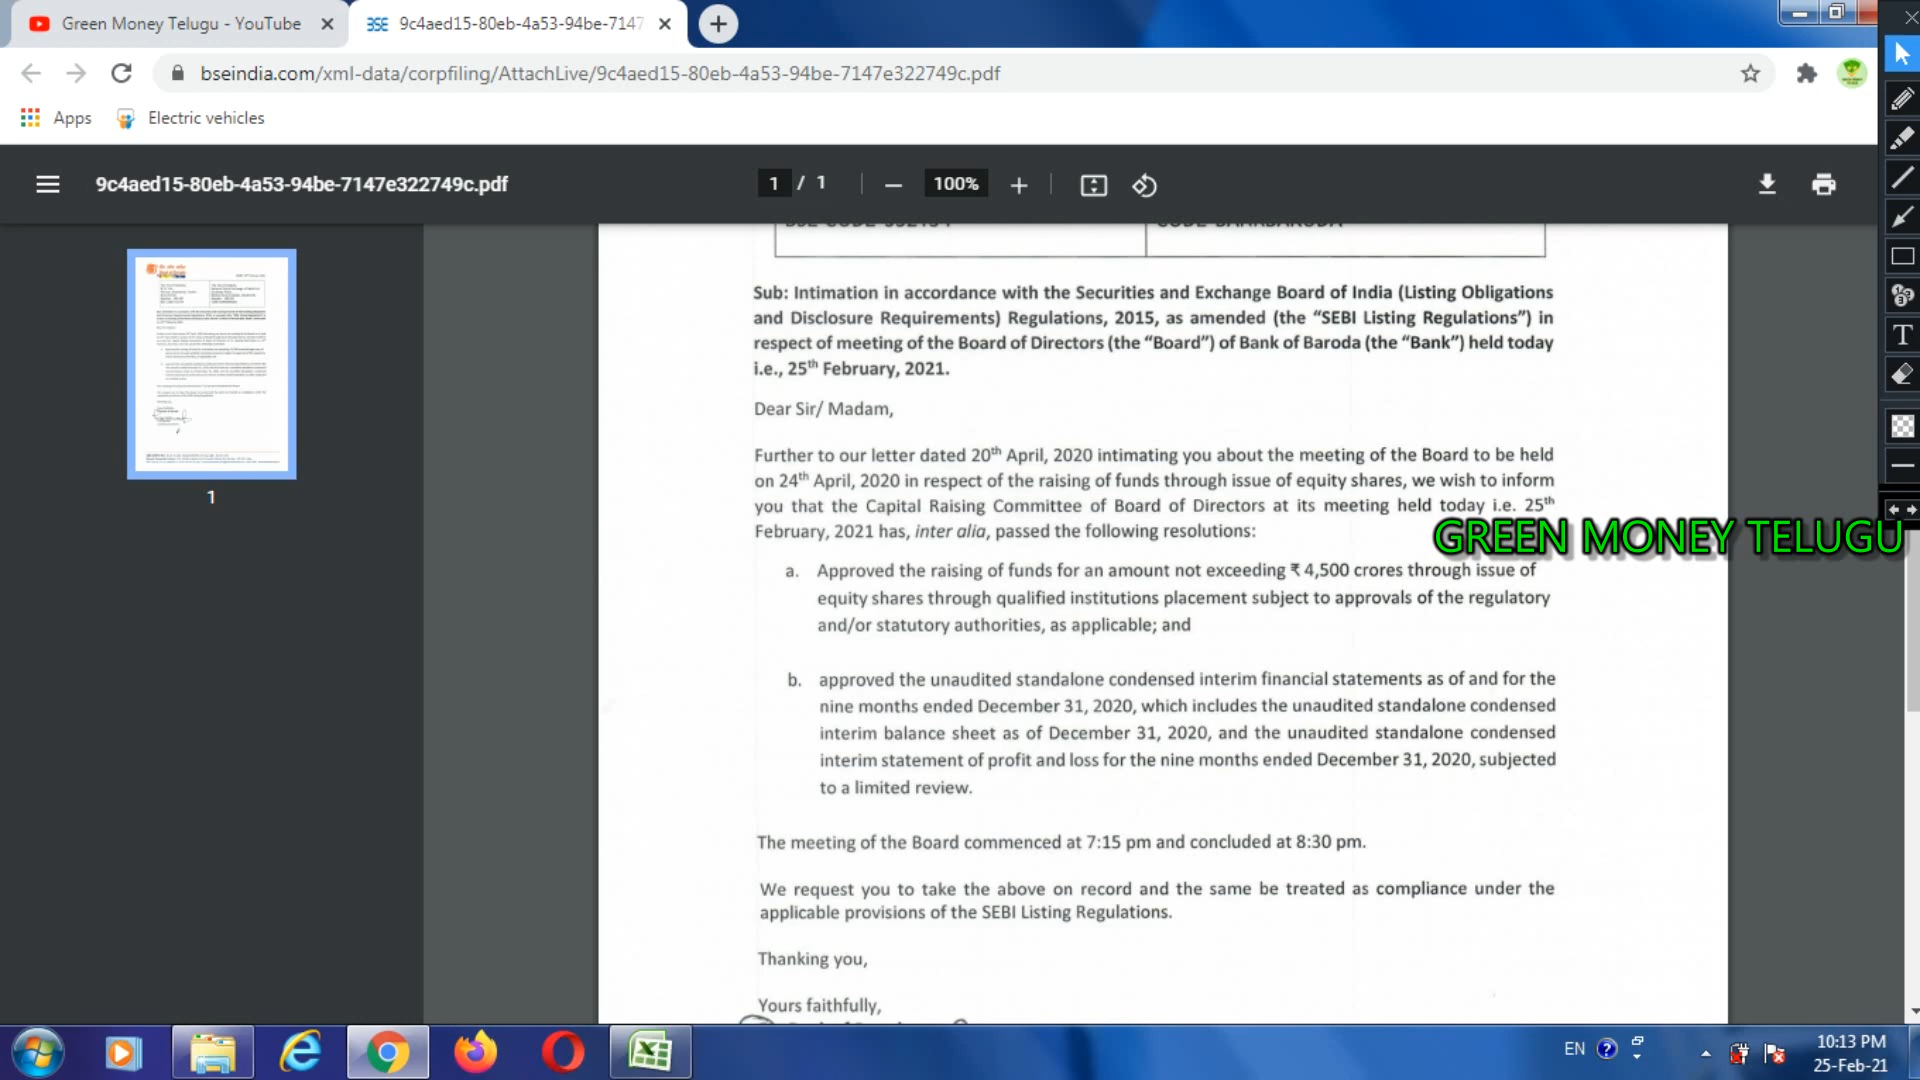 Green Money Telugu - YouTube
9c4aed15-80eb-4a53-94be-7147
bseindia.com/xml-data/corpfiling/AttachLive/9c4aed15-80eb-4a53-94be-7147e322749c.pdf
Apps
Electric vehicles
9c4aed15-80eb-4a53-94be-7147e322749c.pdf
1 / 1
100%
1
Sub: Intimation in accordance with the Securities and Exchange Board of India (Listing Obligations
and Disclosure Requirements) Regulations, 2015, as amended (the “SEBI Listing Regulations”) in
respect of meeting of the Board of Directors (the “Board”) of Bank of Baroda (the “Bank”) held today
i.e., 25th February, 2021.
Dear Sir/ Madam,
Further to our letter dated 20th April, 2020 intimating you about the meeting of the Board to be held
on 24th April, 2020 in respect of the raising of funds through issue of equity shares, we wish to inform
you that the Capital Raising Committee of Board of Directors at its meeting held today i.e. 25th
February, 2021 has, inter alia, passed the following resolutions:
GREEN MONEY TELUGU
a. Approved the raising of funds for an amount not exceeding ₹ 4,500 crores through issue of
equity shares through qualified institutions placement subject to approvals of the regulatory
and/or statutory authorities, as applicable; and
b. approved the unaudited standalone condensed interim financial statements as of and for the
nine months ended December 31, 2020, which includes the unaudited standalone condensed
interim balance sheet as of December 31, 2020, and the unaudited standalone condensed
interim statement of profit and loss for the nine months ended December 31, 2020, subjected
to a limited review.
The meeting of the Board commenced at 7:15 pm and concluded at 8:30 pm.
We request you to take the above on record and the same be treated as compliance under the
applicable provisions of the SEBI Listing Regulations.
Thanking you,
Yours faithfully,
EN
10:13 PM
25-Feb-21